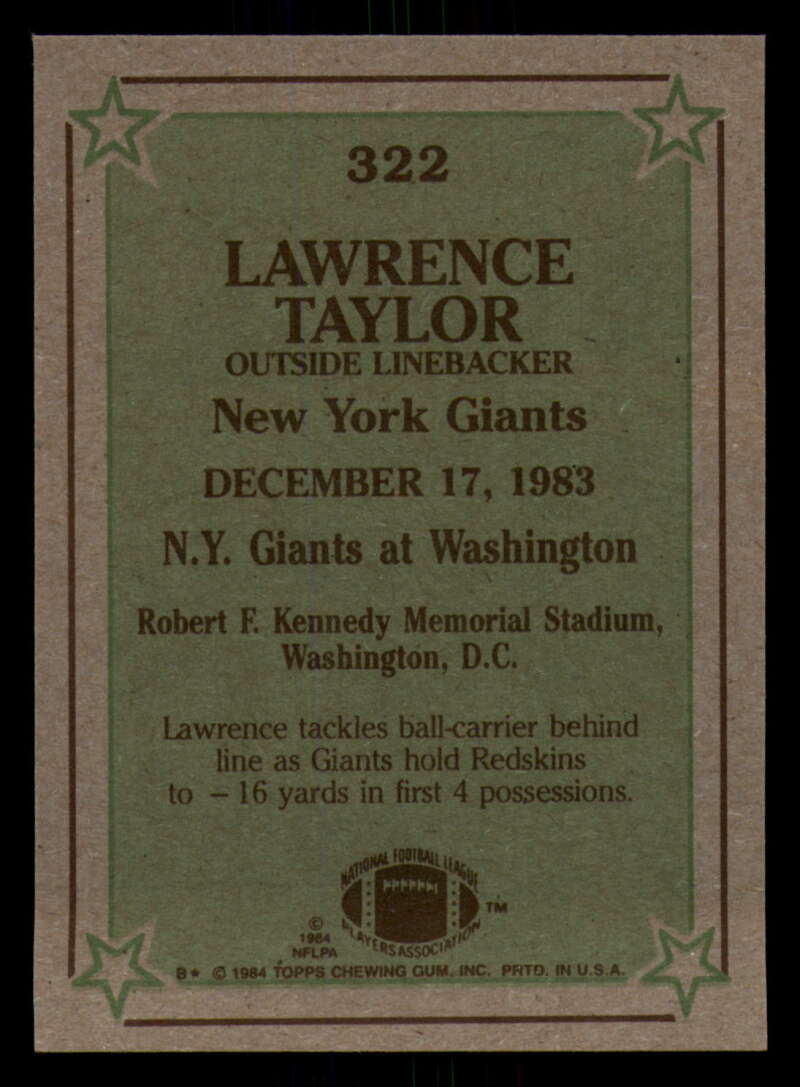 322
LAWRENCE
TAYLOR
OUTSIDE LINEBACKER
New York Giants
DECEMBER 17, 1983
N.Y. Giants at Washington
Robert F. Kennedy Memorial Stadium,
Washington, D.C.
Lawrence tackles ball-carrier behind
line as Giants hold Redskins
to – 16 yards in first 4 possessions.
NATIONAL FOOTBALL LEAGUE
PLAYERS ASSOCIATION
TM
©
1984
NFLPA
B* © 1984 TOPPS CHEWING GUM, INC. PRTD. IN U.S.A.